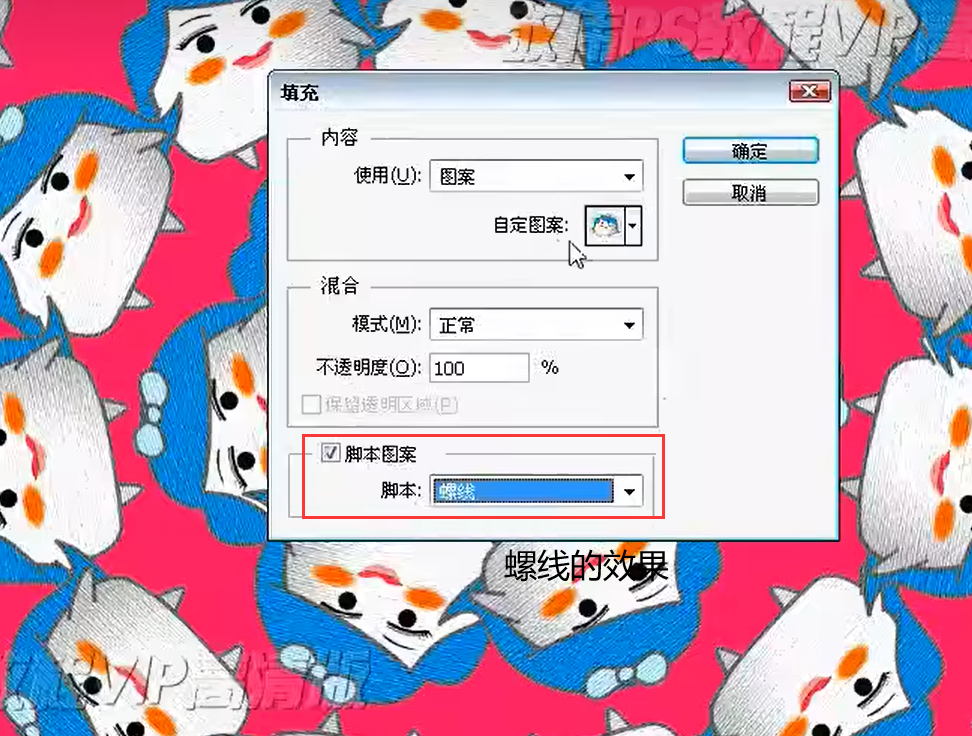 敬伟PS教程VIP高
填充
内容
使用(U): 图案
自定图案:
混合
模式(M): 正常
不透明度(O): 100 %
保留透明区域(P)
脚本图案
脚本: 螺线
确定
取消
螺线的效果
VIP高清版